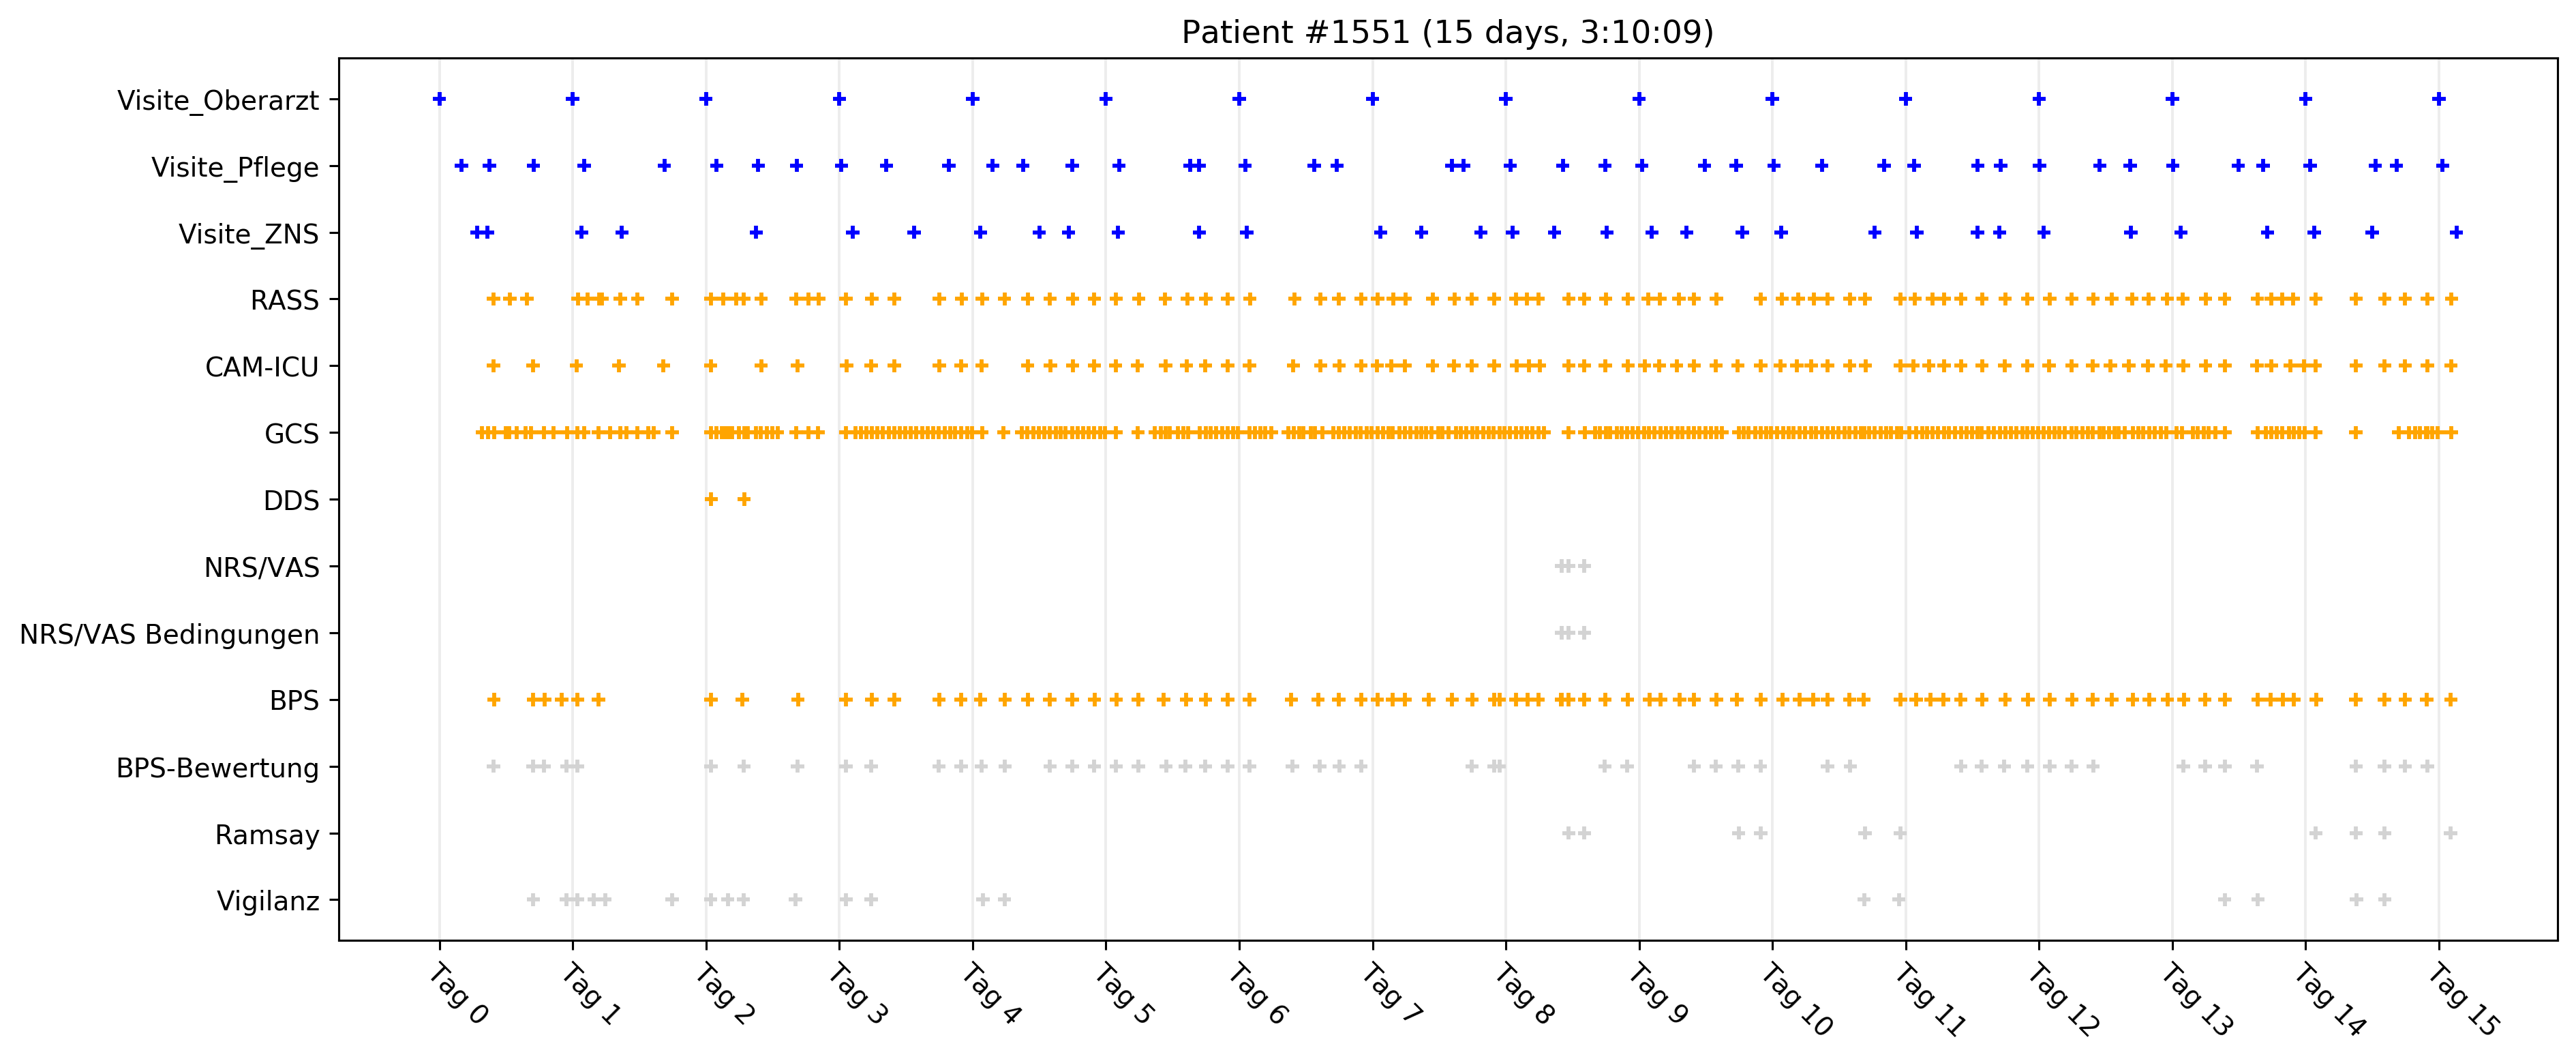 Patient #1551 (15 days, 3:10:09)
Visite_Oberarzt
Visite_Pflege
Visite_ZNS
RASS
CAM-ICU
GCS
DDS
NRS/VAS
NRS/VAS Bedingungen
BPS
BPS-Bewertung
Ramsay
Vigilanz
Tag 0
Tag 1
Tag 2
Tag 3
Tag 4
Tag 5
Tag 6
Tag 7
Tag 8
Tag 9
Tag 10
Tag 11
Tag 12
Tag 13
Tag 14
Tag 15